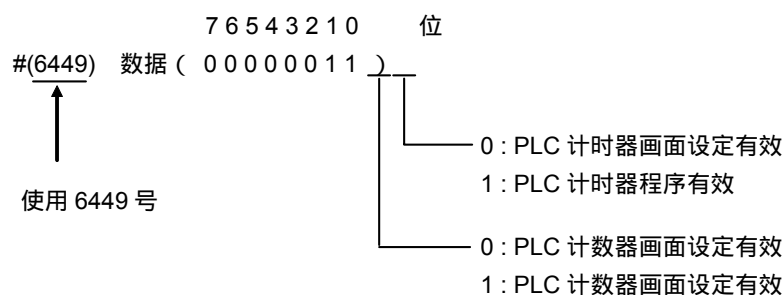 7 6 5 4 3 2 1 0 位
#(6449) 数据 ( 0 0 0 0 0 0 1 1 )
0 : PLC 计时器画面设定有效
1 : PLC 计时器程序有效
使用 6449 号
0 : PLC 计数器画面设定有效
1 : PLC 计数器画面设定有效